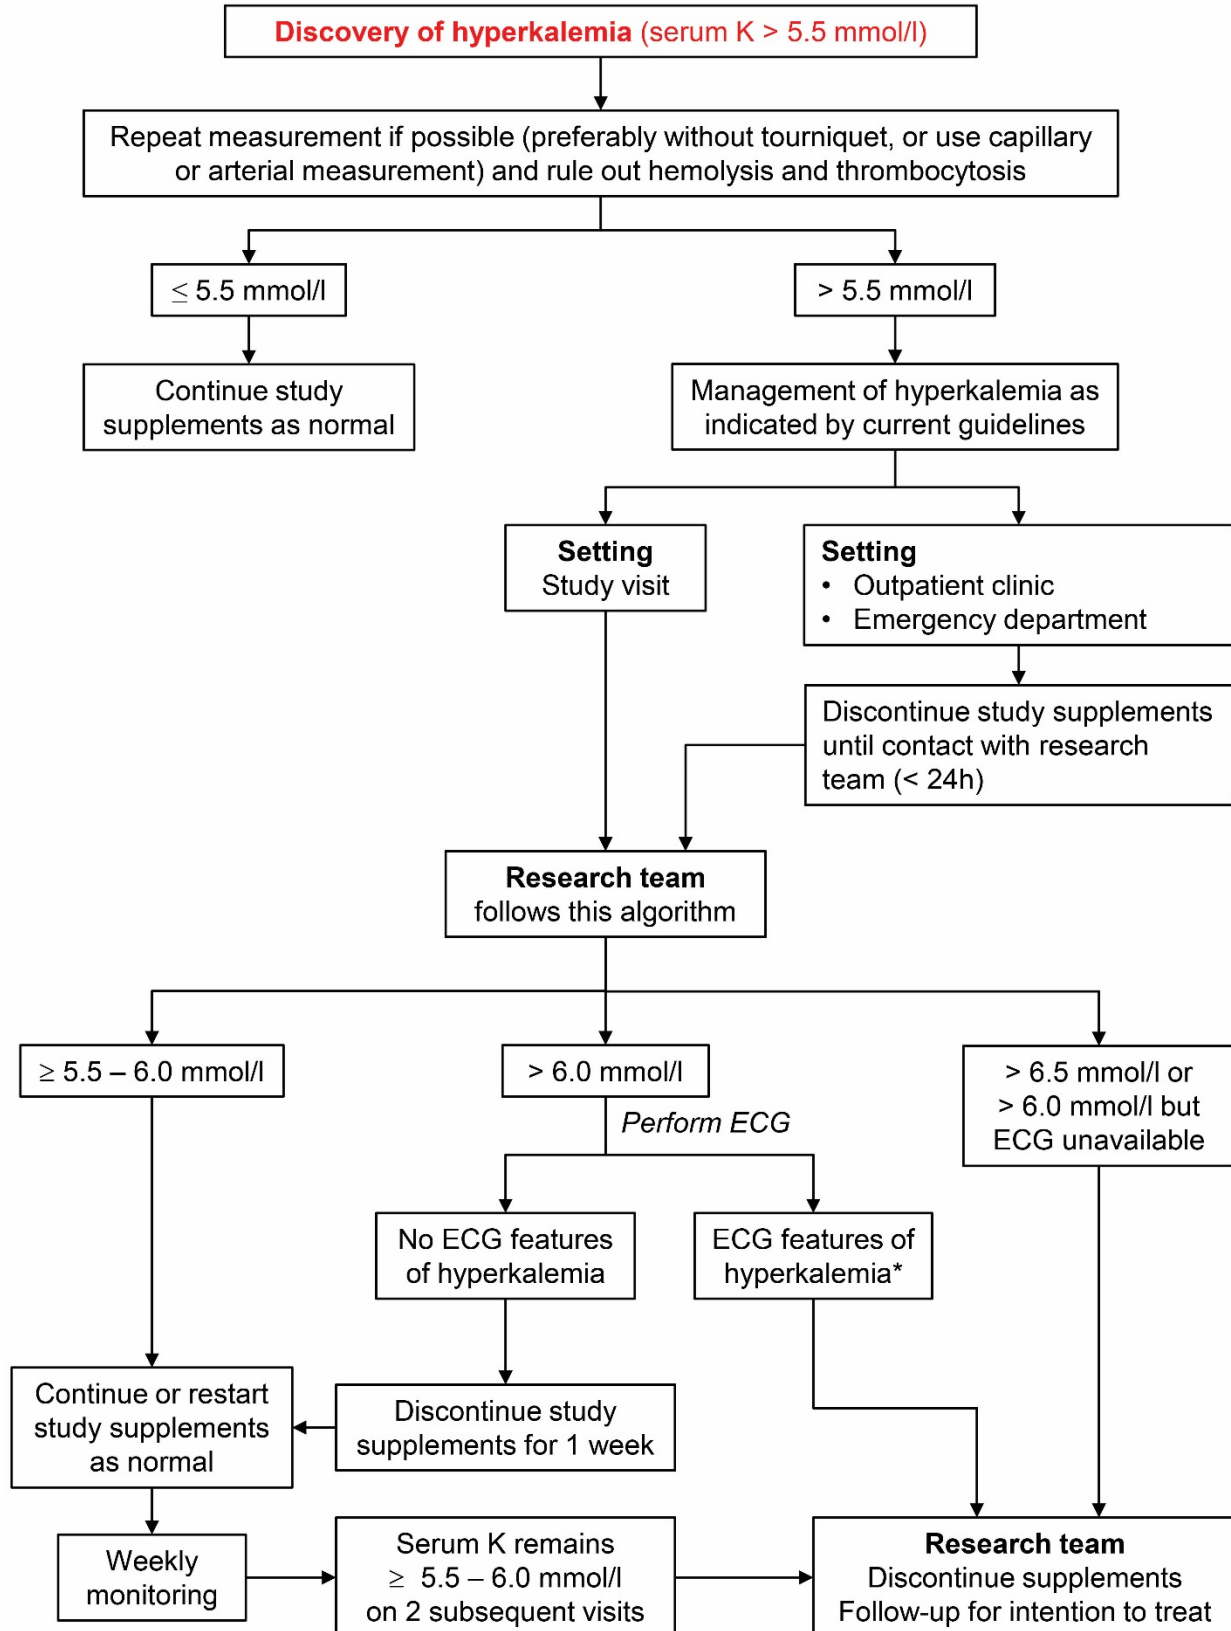 Discovery of hyperkalemia (serum K > 5.5 mmol/l)
Repeat measurement if possible (preferably without tourniquet, or use capillary
or arterial measurement) and rule out hemolysis and thrombocytosis
≤ 5.5 mmol/l
> 5.5 mmol/l
Continue study
supplements as normal
Management of hyperkalemia as
indicated by current guidelines
Setting
Study visit
Setting
• Outpatient clinic
• Emergency department
Discontinue study supplements
until contact with research
team (< 24h)
Research team
follows this algorithm
≥ 5.5 – 6.0 mmol/l
> 6.0 mmol/l
> 6.5 mmol/l or
> 6.0 mmol/l but
ECG unavailable
Perform ECG
No ECG features
of hyperkalemia
ECG features of
hyperkalemia*
Continue or restart
study supplements
as normal
Discontinue study
supplements for 1 week
Weekly
monitoring
Serum K remains
≥ 5.5 – 6.0 mmol/l
on 2 subsequent visits
Research team
Discontinue supplements
Follow-up for intention to treat